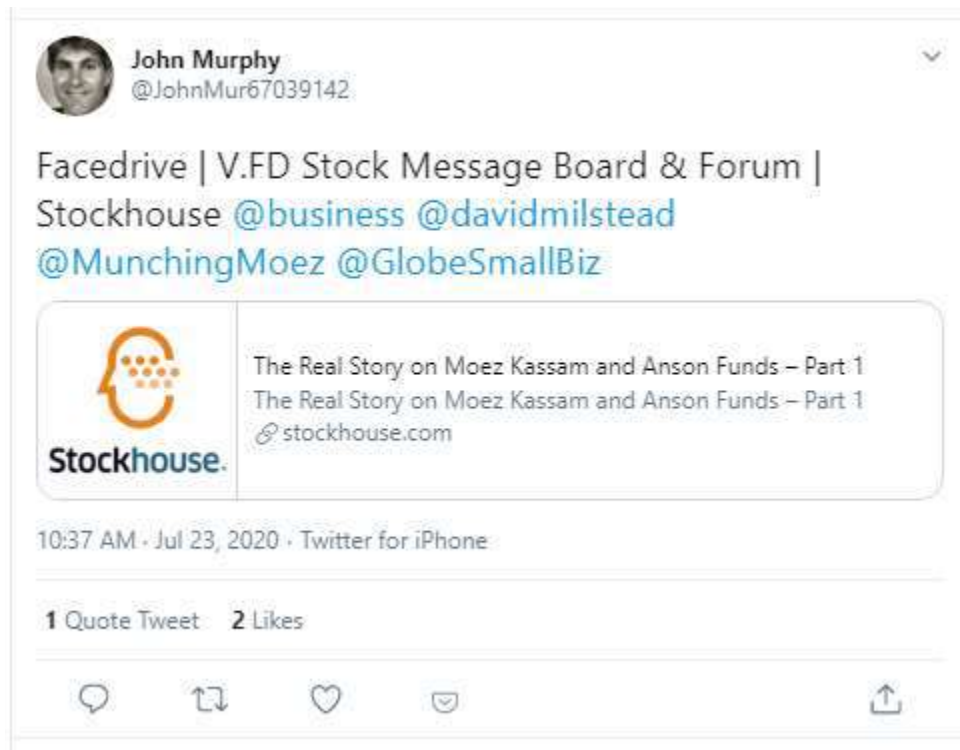 John Murphy
@JohnMur67039142
Facedrive | V.FD Stock Message Board & Forum |
Stockhouse @business @davidmilstead
@MunchingMoez @GlobeSmallBiz
The Real Story on Moez Kassam and Anson Funds – Part 1
The Real Story on Moez Kassam and Anson Funds – Part 1
stockhouse.com
Stockhouse.
10:37 AM · Jul 23, 2020 · Twitter for iPhone
1 Quote Tweet 2 Likes